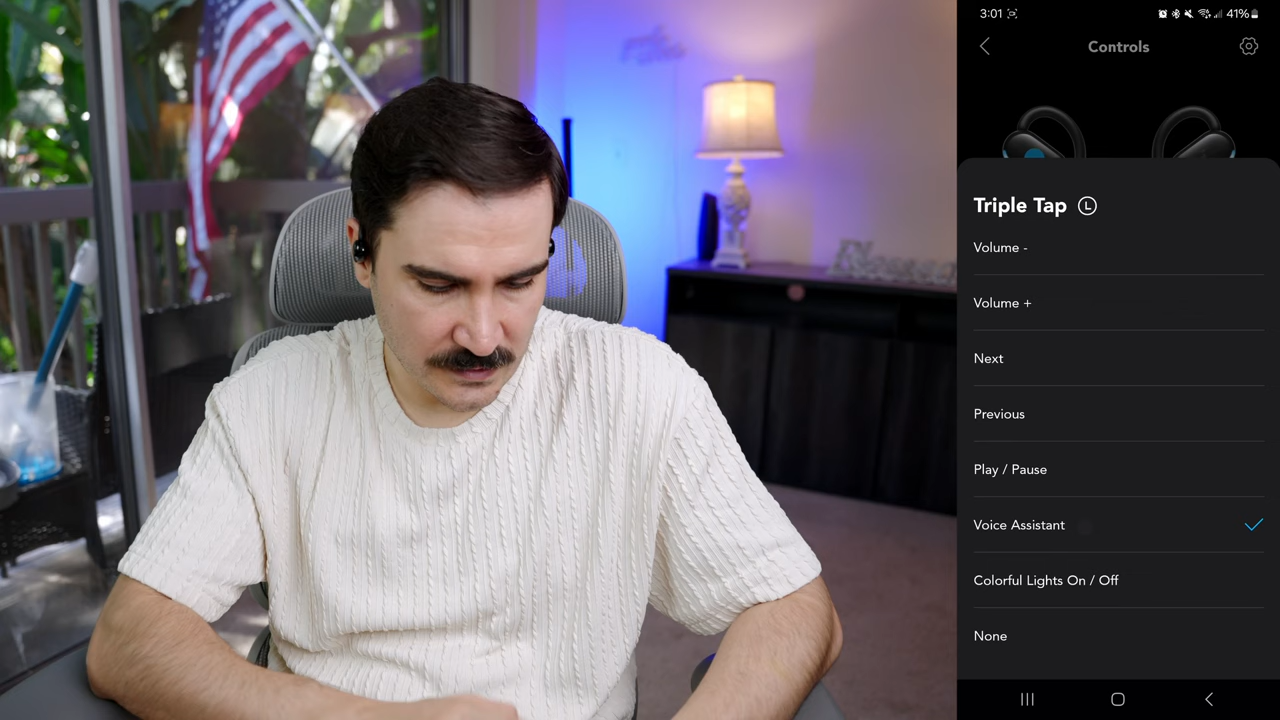 3:01
41%
Controls
Triple Tap L
Volume -
Volume +
Next
Previous
Play / Pause
Voice Assistant
Colorful Lights On / Off
None